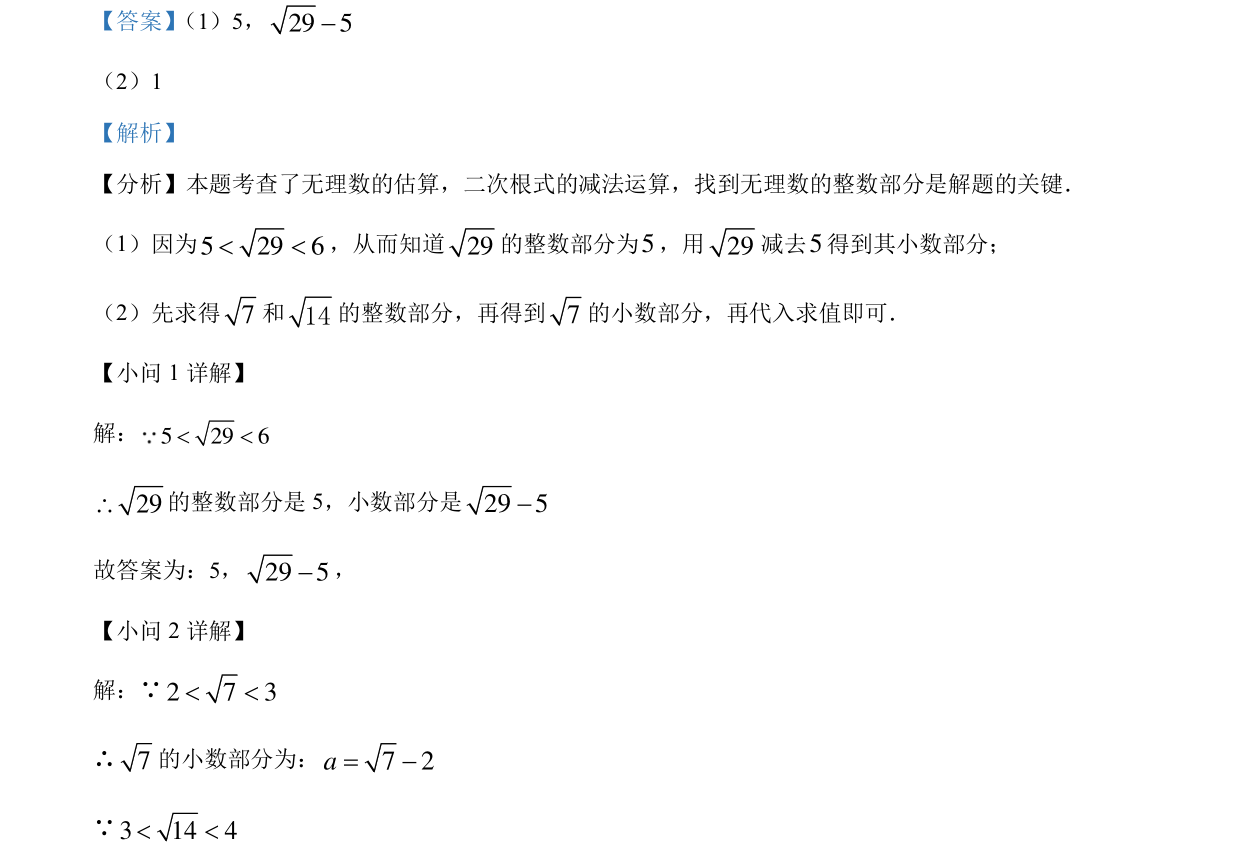 【答案】（1）5，√29－5
（2）1
【解析】
【分析】本题考查了无理数的估算，二次根式的减法运算，找到无理数的整数部分是解题的关键．
（1）因为5＜√29＜6，从而知道√29的整数部分为5，用√29减去5得到其小数部分；
（2）先求得√7和√14的整数部分，再得到√7的小数部分，再代入求值即可．
【小问 1 详解】
解：∵5＜√29＜6
∴√29的整数部分是 5，小数部分是√29－5
故答案为：5，√29－5，
【小问 2 详解】
解：∵2＜√7＜3
∴√7的小数部分为：a＝√7－2
∵3＜√14＜4